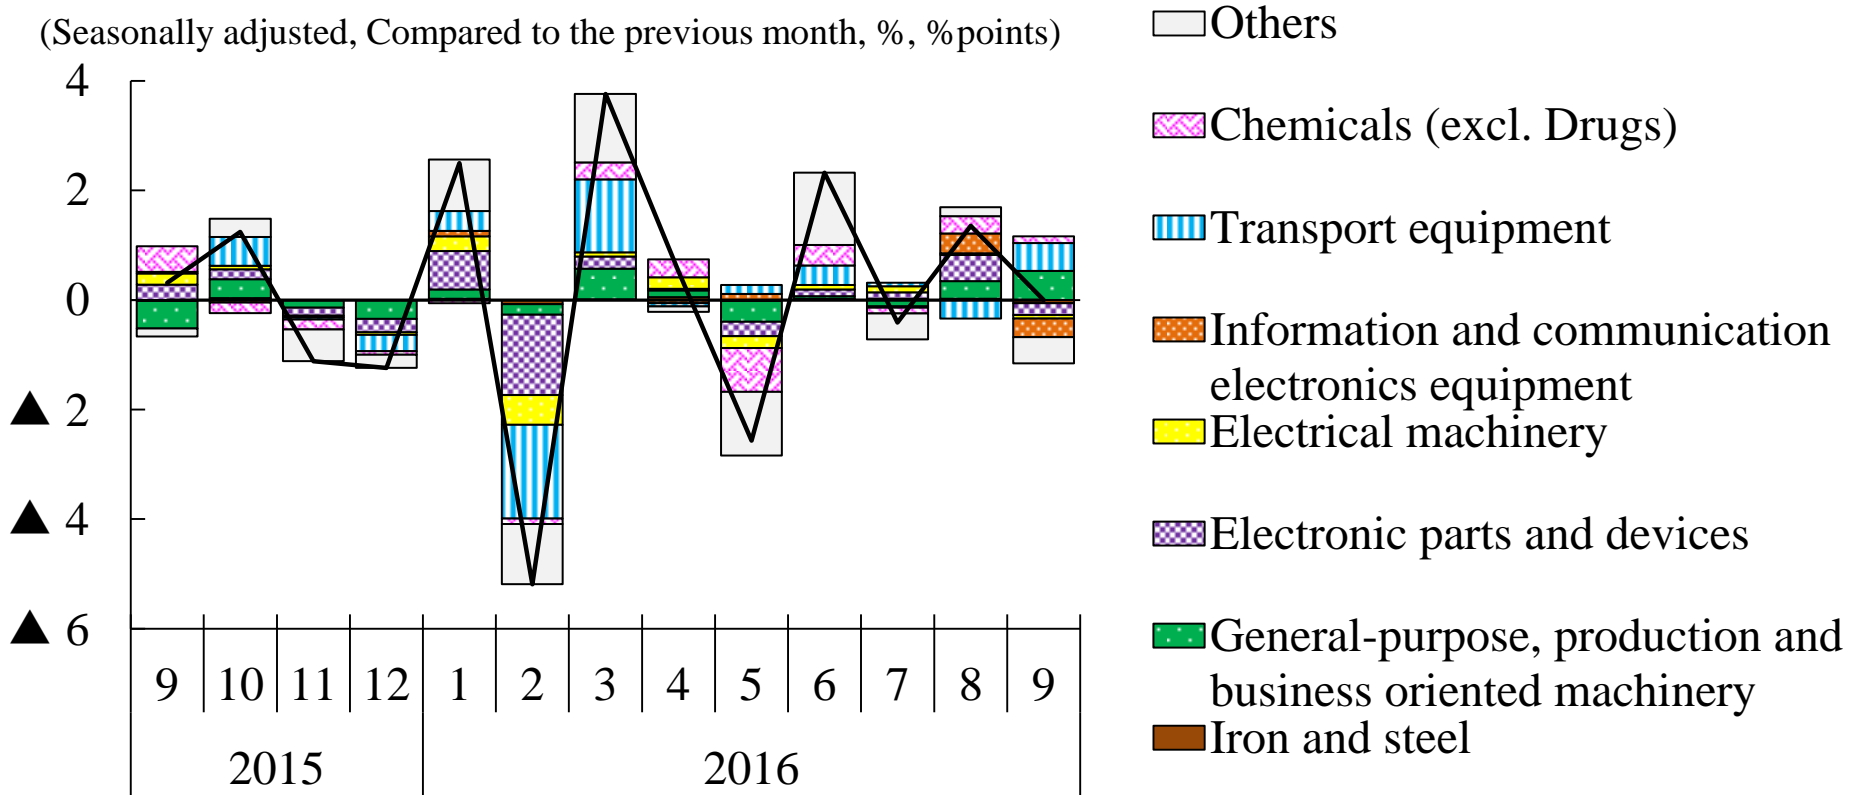 (Seasonally adjusted, Compared to the previous month, %, %points)
4
2
0
▲ 2
▲ 4
▲ 6
9 10 11 12 1 2 3 4 5 6 7 8 9
2015 2016
Others
Chemicals (excl. Drugs)
Transport equipment
Information and communication
electronics equipment
Electrical machinery
Electronic parts and devices
General-purpose, production and
business oriented machinery
Iron and steel